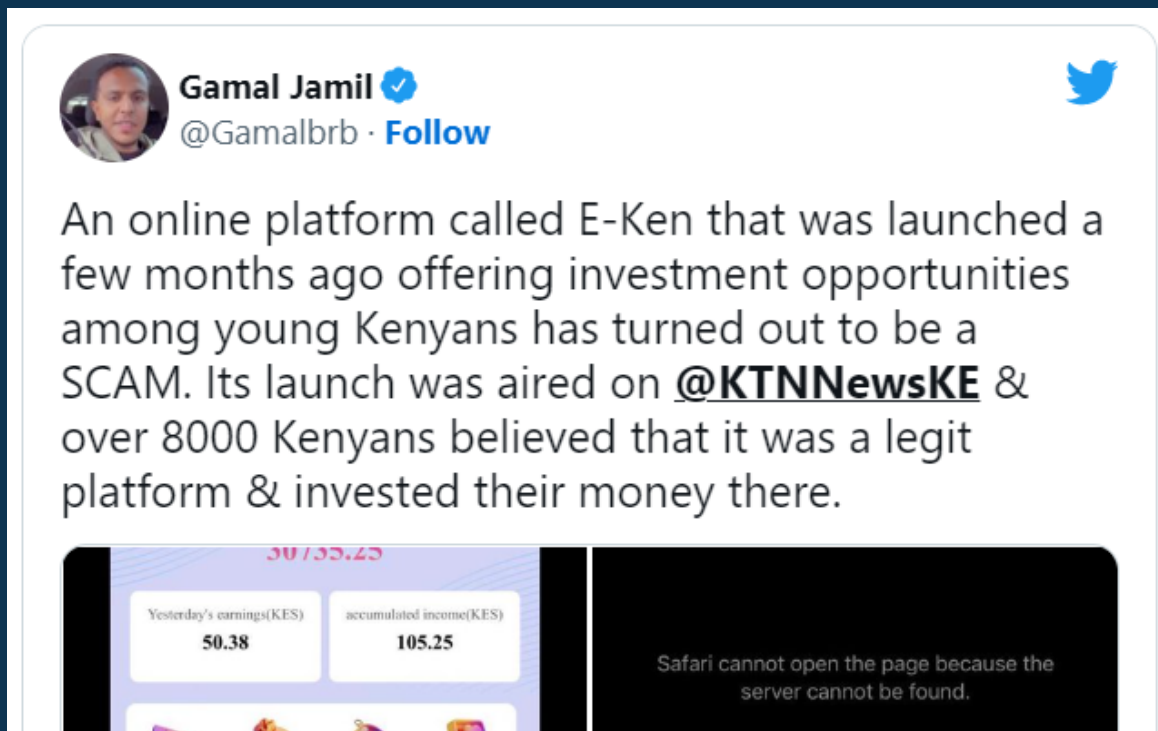 Gamal Jamil
@Gamalbrb · Follow
An online platform called E-Ken that was launched a
few months ago offering investment opportunities
among young Kenyans has turned out to be a
SCAM. Its launch was aired on @KTNNewsKE &
over 8000 Kenyans believed that it was a legit
platform & invested their money there.
30735.25
Yesterday's earnings(KES)
accumulated income(KES)
50.38
105.25
Safari cannot open the page because the
server cannot be found.